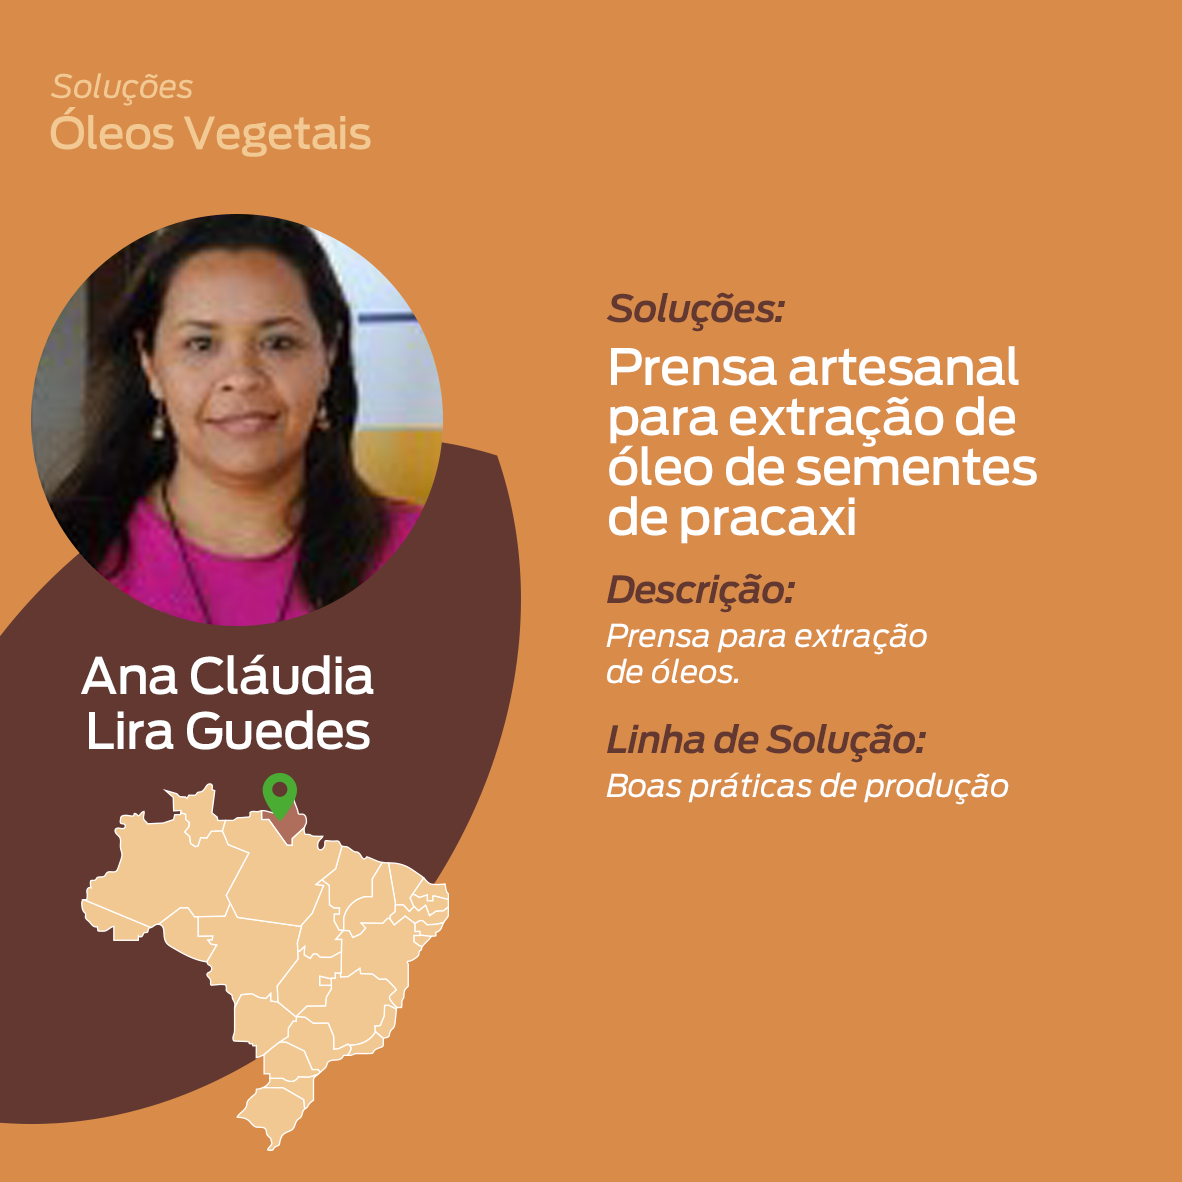 Soluções
Óleos Vegetais
Ana Cláudia
Lira Guedes
Soluções:
Prensa artesanal
para extração de
óleo de sementes
de pracaxi
Descrição:
Prensa para extração
de óleos.
Linha de Solução:
Boas práticas de produção